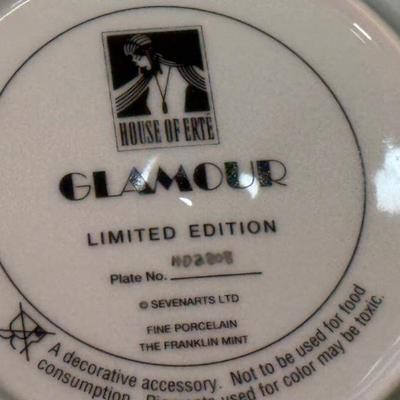 HOUSE OF ERTÉ
GLAMOUR
LIMITED EDITION
Plate No.
© SEVENARTS LTD
FINE PORCELAIN
THE FRANKLIN MINT
A decorative accessory. Not to be used for food
consumption. Pigments used for color may be toxic.